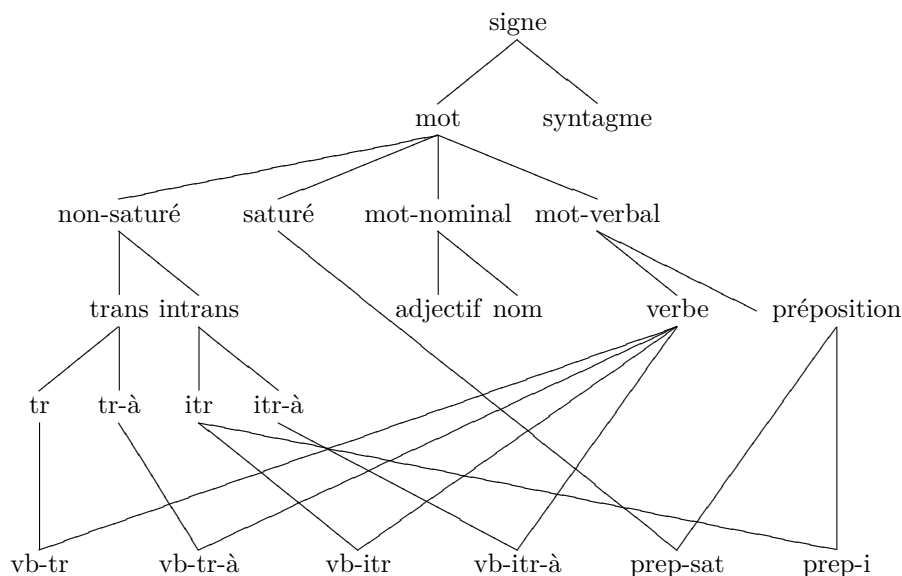 signe
mot syntagme
non-saturé saturé mot-nominal mot-verbal
trans intrans adjectif nom verbe préposition
tr tr-à itr itr-à
vb-tr vb-tr-à vb-itr vb-itr-à prep-sat prep-i